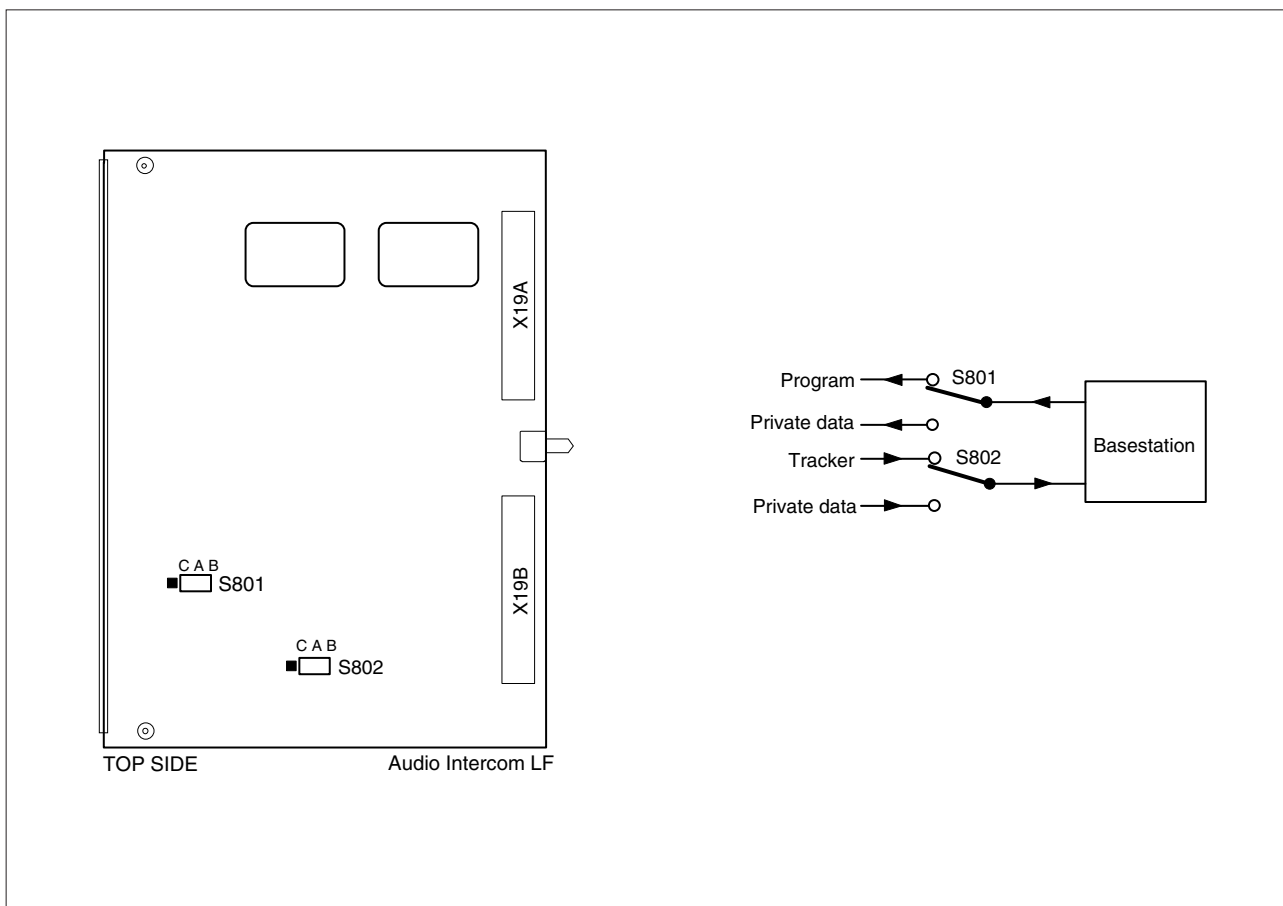 X19A
C A B
S801
X19B
C A B
S802
TOP SIDE
Audio Intercom LF
Program
S801
Private data
Tracker
S802
Private data
Basestation